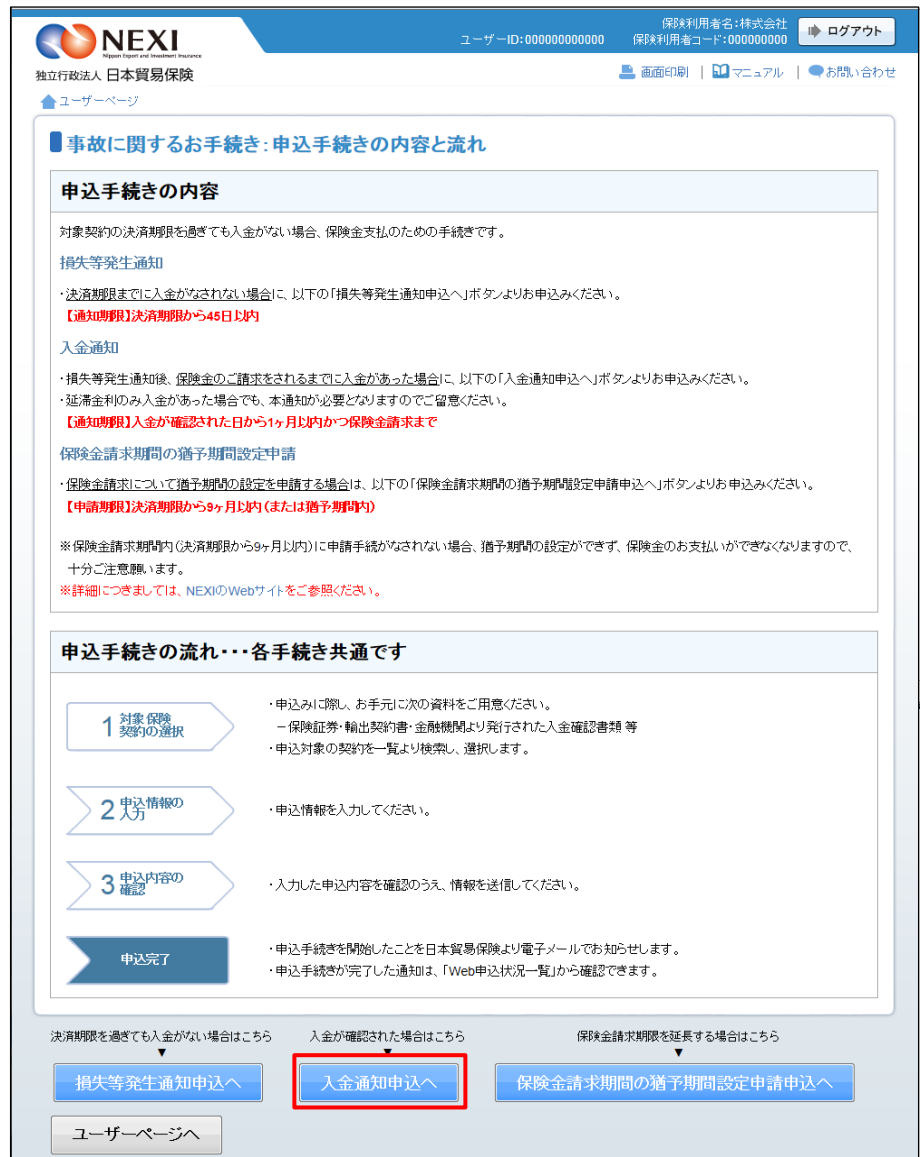 NEXI
Nippon Export and Investment Insurance
独立行政法人 日本貿易保険
ユーザーID:000000000000
保険利用者名:株式会社
保険利用者コード:000000000
ログアウト
画面印刷 | マニュアル | お問い合わせ
ユーザーページ
事故に関するお手続き:申込手続きの内容と流れ
申込手続きの内容
対象契約の決済期限を過ぎても入金がない場合、保険金支払のための手続きです。
損失等発生通知
・決済期限までに入金がなされない場合に、以下の「損失等発生通知申込へ」ボタンよりお申込みください。
【通知期限】決済期限から45日以内
入金通知
・損失等発生通知後、保険金のご請求をされるまでに入金があった場合に、以下の「入金通知申込へ」ボタンよりお申込みください。
・延滞金利のみ入金があった場合でも、本通知が必要となりますのでご留意ください。
【通知期限】入金が確認された日から1ヶ月以内かつ保険金請求まで
保険金請求期間の猶予期間設定申請
・保険金請求について猶予期間の設定を申請する場合は、以下の「保険金請求期間の猶予期間設定申請申込へ」ボタンよりお申込みください。
【申請期限】決済期限から9ヶ月以内(または猶予期間内)
※保険金請求期間内(決済期限から9ヶ月以内)に申請手続がなされない場合、猶予期間の設定ができず、保険金のお支払いができなくなりますので、
十分ご注意願います。
※詳細につきましては、NEXIのWebサイトをご参照ください。
申込手続きの流れ・・・各手続き共通です
1 対象保険
契約の選択
・申込みに際し、お手元に次の資料をご用意ください。
－保険証券・輸出契約書・金融機関より発行された入金確認書類 等
・申込対象の契約を一覧より検索し、選択します。
2 申込情報の
入力
・申込情報を入力してください。
3 申込内容の
確認
・入力した申込内容を確認のうえ、情報を送信してください。
申込完了
・申込手続きを開始したことを日本貿易保険より電子メールでお知らせします。
・申込手続きが完了した通知は、「Web申込状況一覧」から確認できます。
決済期限を過ぎても入金がない場合はこちら
▼
損失等発生通知申込へ
入金が確認された場合はこちら
▼
入金通知申込へ
保険金請求期限を延長する場合はこちら
▼
保険金請求期間の猶予期間設定申請申込へ
ユーザーページへ